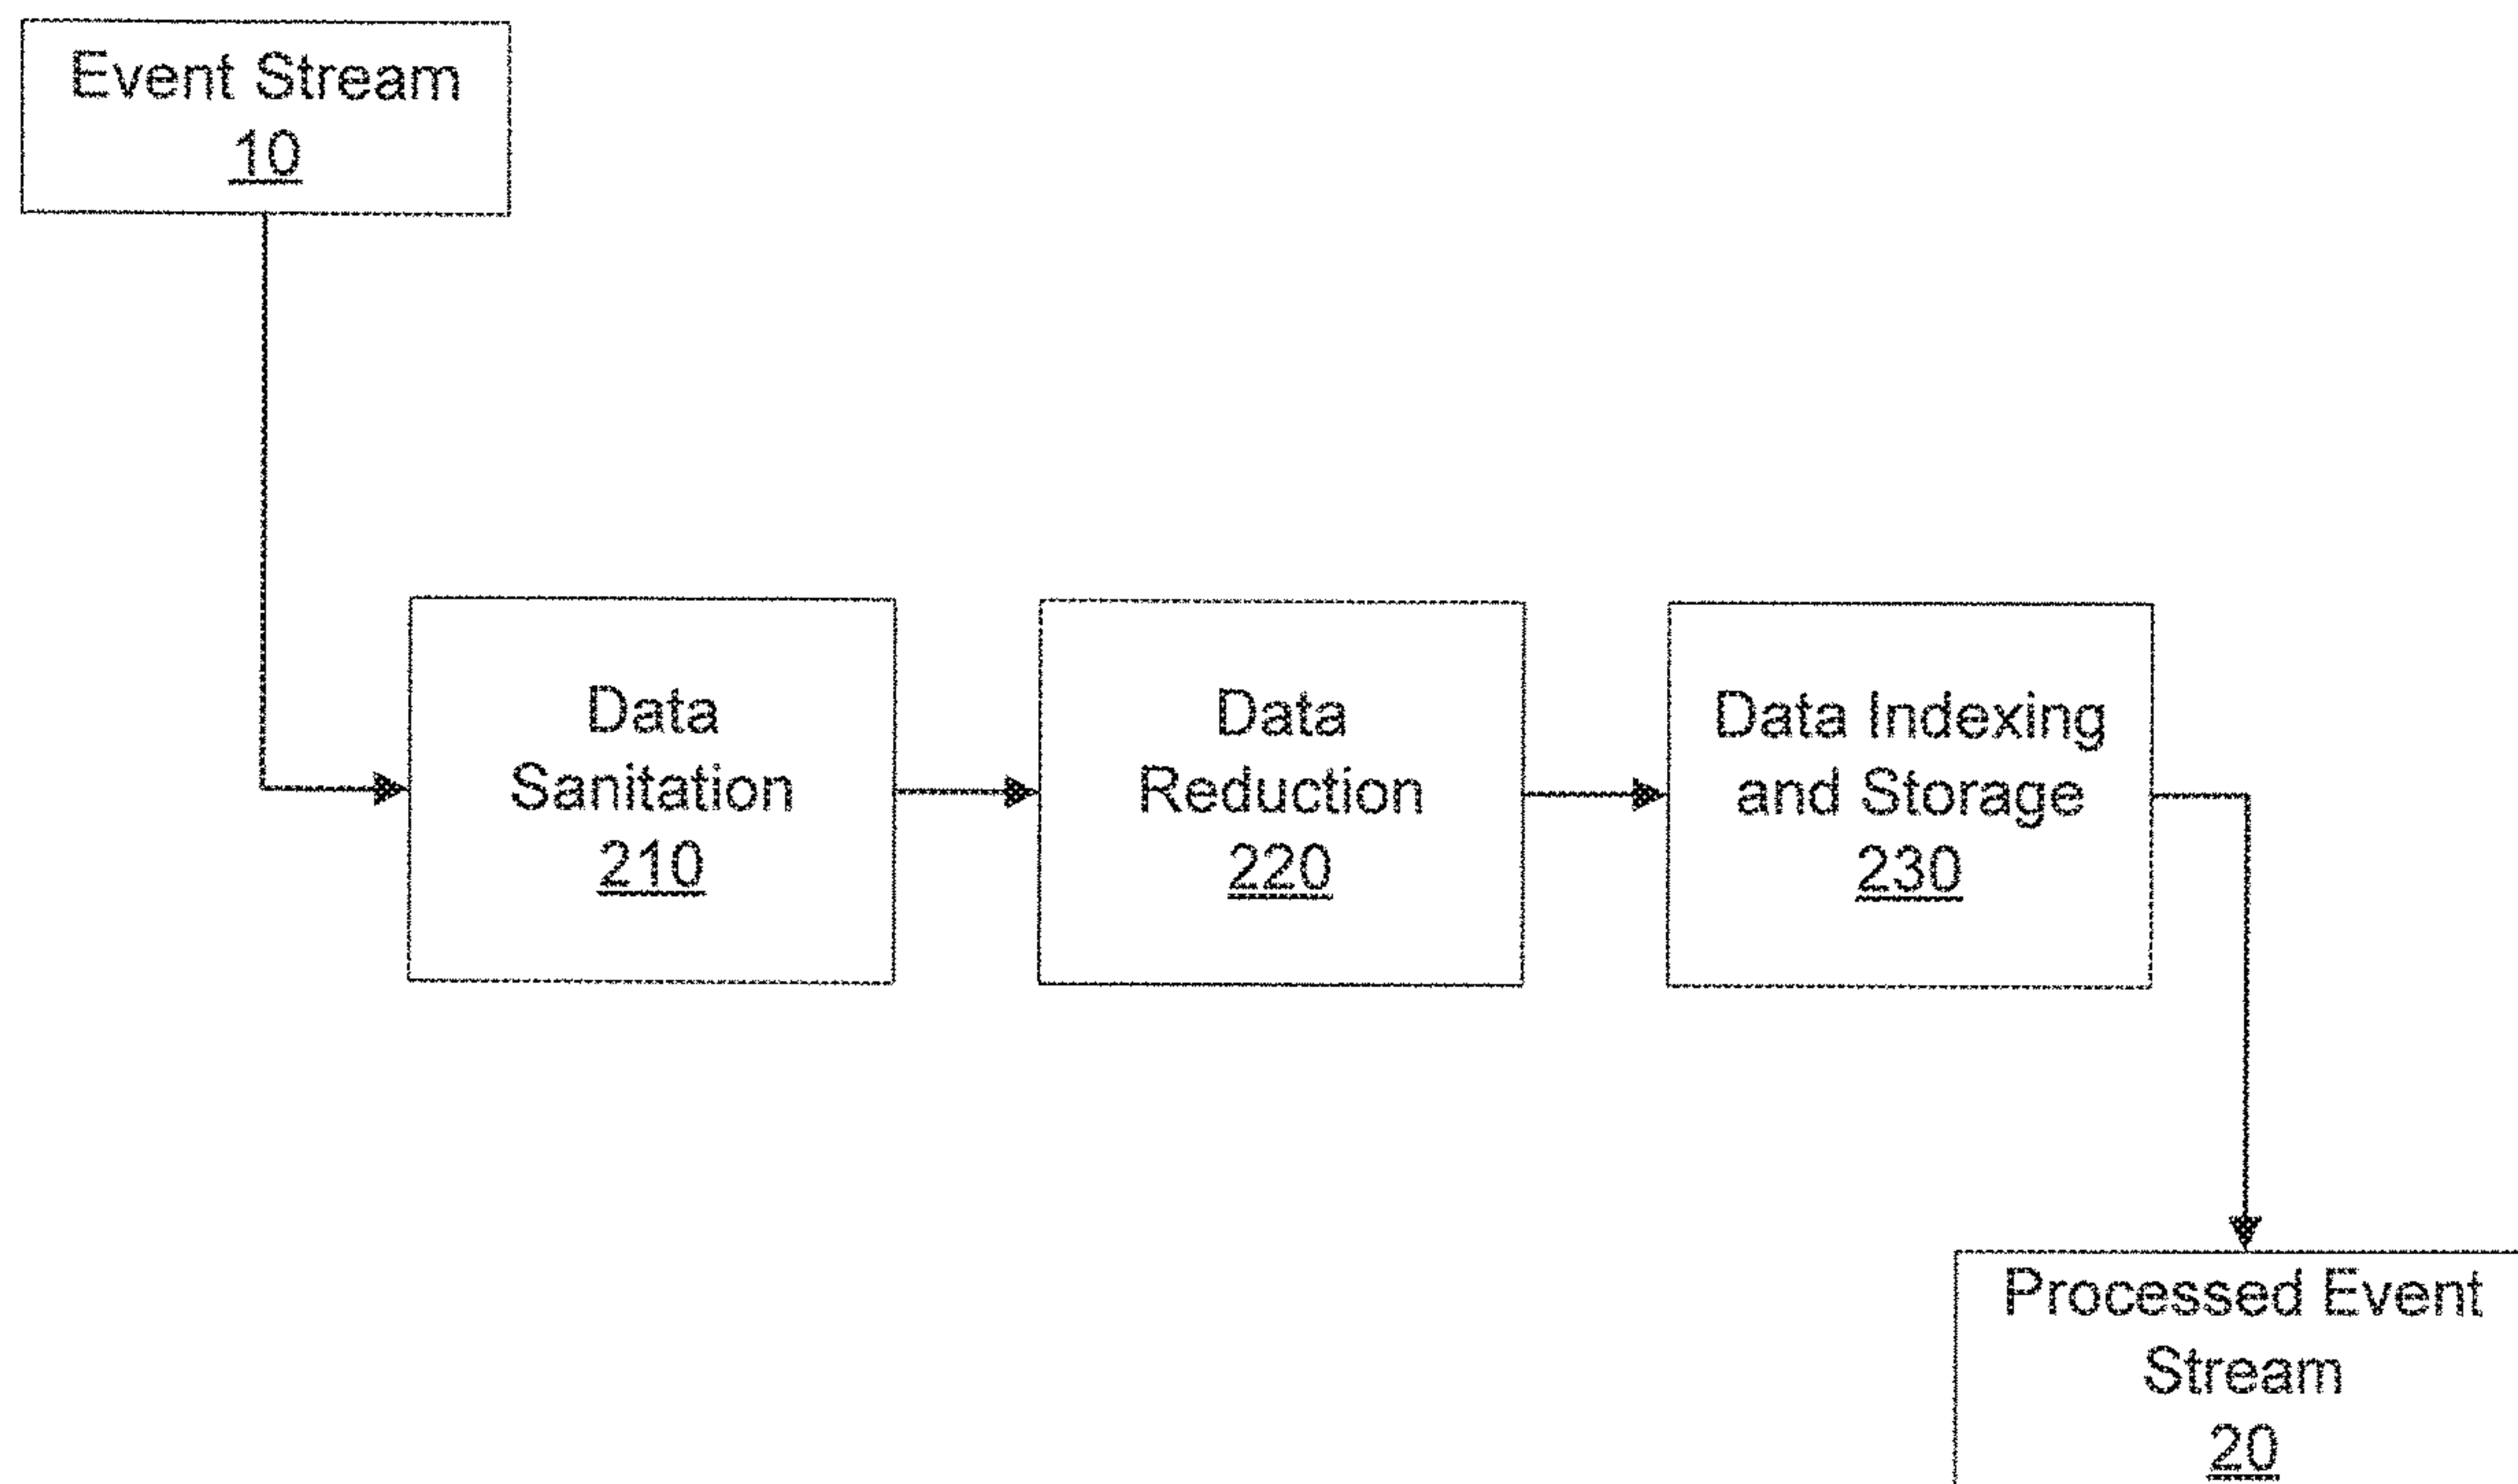 Event Stream
10
Data
Sanitation
210
Data
Reduction
220
Data Indexing
and Storage
230
Processed Event
Stream
20